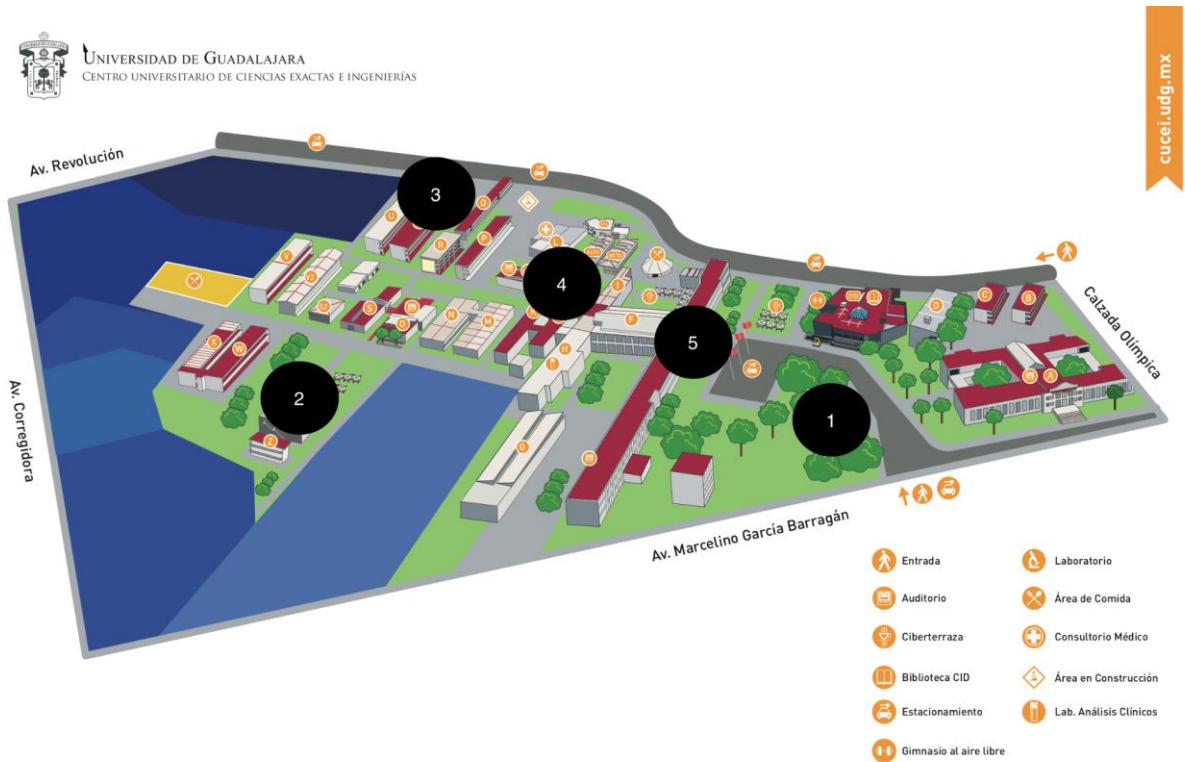 UNIVERSIDAD DE GUADALAJARA
CENTRO UNIVERSITARIO DE CIENCIAS EXACTAS E INGENIERÍAS
cucei.udg.mx
Av. Revolución
3
U
Q
R
P
L
V
V2
4
I
Calzada Olímpica
D
C
B
S2
S
O
N
M
K
F
5
H
A
X
W
Av. Corregidora
2
1
Z
G
Av. Marcelino García Barragán
Entrada
Laboratorio
Auditorio
Área de Comida
Ciberterraza
Consultorio Médico
Biblioteca CID
Área en Construcción
Estacionamiento
Lab. Análisis Clínicos
Gimnasio al aire libre